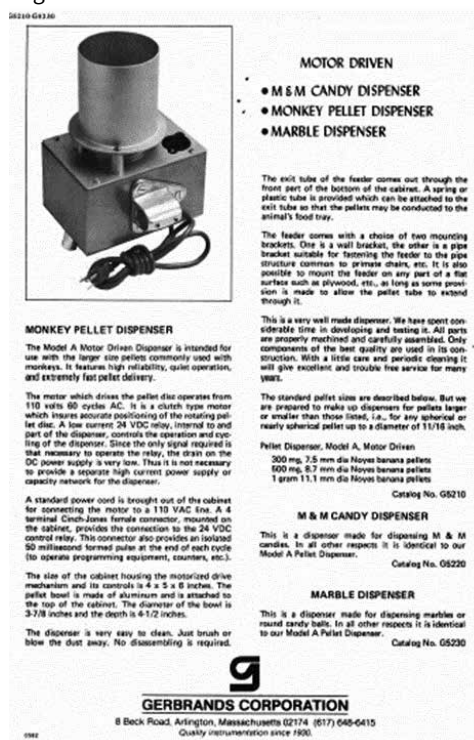 G5210-G5230
MOTOR DRIVEN
• M & M CANDY DISPENSER
• MONKEY PELLET DISPENSER
• MARBLE DISPENSER
MONKEY PELLET DISPENSER
The Model A Motor Driven Dispenser is intended for
use with the larger size pellets commonly used with
monkeys. It features high reliability, quiet operation,
and extremely fast pellet delivery.
The motor which drives the pellet disc operates from
110 volts 60 cycles AC. It is a clutch type motor
which insures accurate positioning of the rotating pel-
let disc. A low current 24 VDC relay, internal to and
part of the dispenser, controls the operation and cyc-
ling of the dispenser. Since the only signal required is
that necessary to operate the relay, the drain on the
DC power supply is very low. Thus it is not necessary
to provide a separate high current power supply or
capacity network for the dispenser.
A standard power cord is brought out of the cabinet
for connecting the motor to a 110 VAC line. A 4
terminal Cinch-Jones female connector, mounted on
the cabinet, provides the connection to the 24 VDC
control relay. This connector also provides an isolated
50 millisecond formed pulse at the end of each cycle
(to operate programming equipment, counters, etc.).
The size of the cabinet housing the motorized drive
mechanism and its controls is 4 x 5 x 6 inches. The
pellet bowl is made of aluminum and is attached to
the top of the cabinet. The diameter of the bowl is
3-7/8 inches and the depth is 4-1/2 inches.
The dispenser is very easy to clean. Just brush or
blow the dust away. No disassembling is required.
The exit tube of the feeder comes out through the
front part of the bottom of the cabinet. A spring or
plastic tube is provided which can be attached to the
exit tube so that the pellets may be conducted to the
animal's food tray.
The feeder comes with a choice of two mounting
brackets. One is a wall bracket, the other is a pipe
bracket suitable for fastening the feeder to the pipe
structure common to primate chairs, etc. It is also
possible to mount the feeder on any part of a flat
surface such as plywood, etc., as long as some provi-
sion is made to allow the pellet tube to extend
through it.
This is a very well made dispenser. We have spent con-
siderable time in developing and testing it. All parts
are properly machined and carefully assembled. Only
components of the best quality are used in its con-
struction. With a little care and periodic cleaning it
will give excellent and trouble free service for many
years.
The standard pellet sizes are described below. But we
are prepared to make up dispensers for pellets larger
or smaller than those listed, i.e., for any spherical or
nearly spherical pellet up to a diameter of 11/16 inch.
Pellet Dispenser, Model A, Motor Driven
300 mg, 7.5 mm dia Noyes banana pellets
500 mg, 8.7 mm dia Noyes banana pellets
1 gram 11.1 mm dia Noyes banana pellets
Catalog No. G5210
M & M CANDY DISPENSER
This is a dispenser made for dispensing M & M
candies. In all other respects it is identical to our
Model A Pellet Dispenser.
Catalog No. G5220
MARBLE DISPENSER
This is a dispenser made for dispensing marbles or
round candy balls. In all other respects it is identical
to our Model A Pellet Dispenser.
Catalog No. G5230
GERBRANDS CORPORATION
8 Beck Road, Arlington, Massachusetts 02174 (617) 648-6415
Quality instrumentation since 1930.